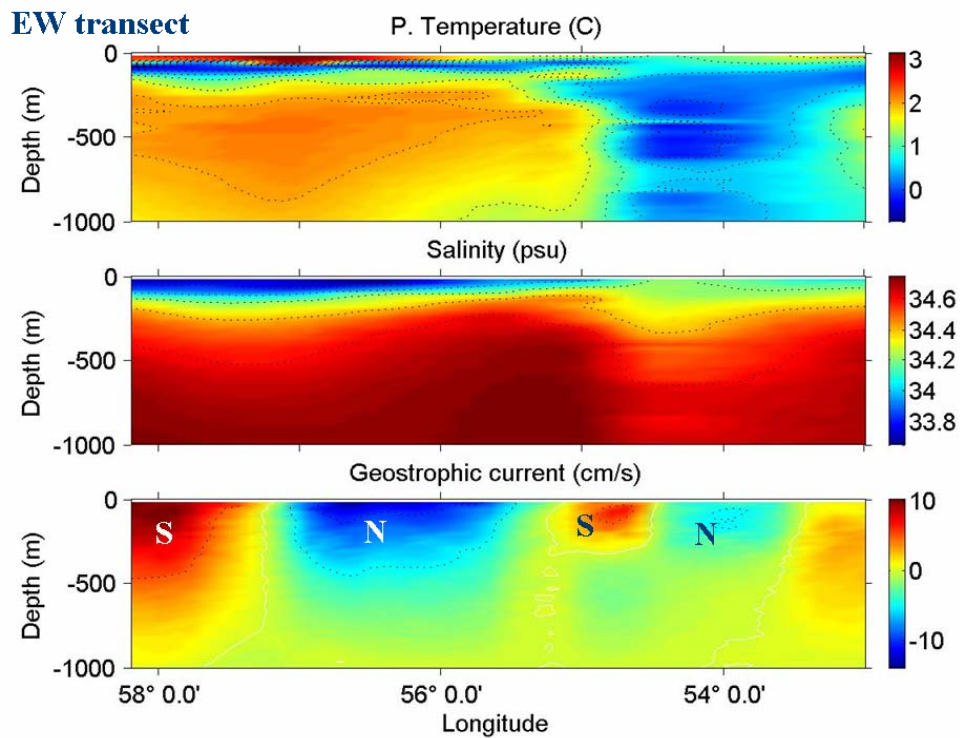 EW transect
P. Temperature (C)
0
-500
-1000
Depth (m)
3
2
1
0
Salinity (psu)
0
-500
-1000
Depth (m)
34.6
34.4
34.2
34
33.8
Geostrophic current (cm/s)
0
-500
-1000
Depth (m)
S
N
S
N
10
0
-10
58° 0.0'
56° 0.0'
54° 0.0'
Longitude